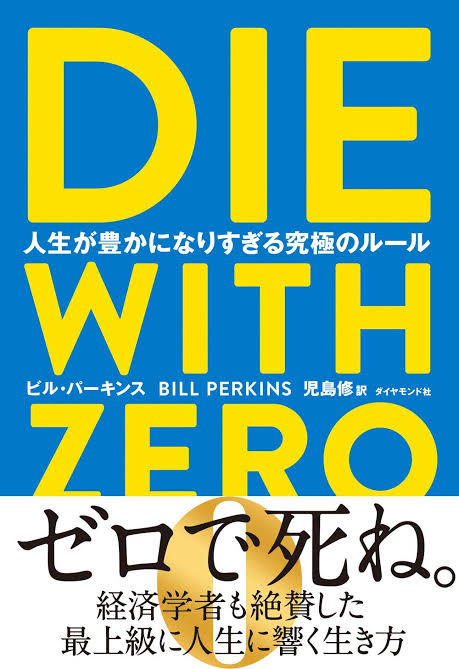 DIE
人生が豊かになりすぎる究極のルール
WITH
ビル・パーキンス BILL PERKINS 児島修 訳 ダイヤモンド社
ZERO
0
ゼロで死ね。
経済学者も絶賛した
最上級に人生に響く生き方